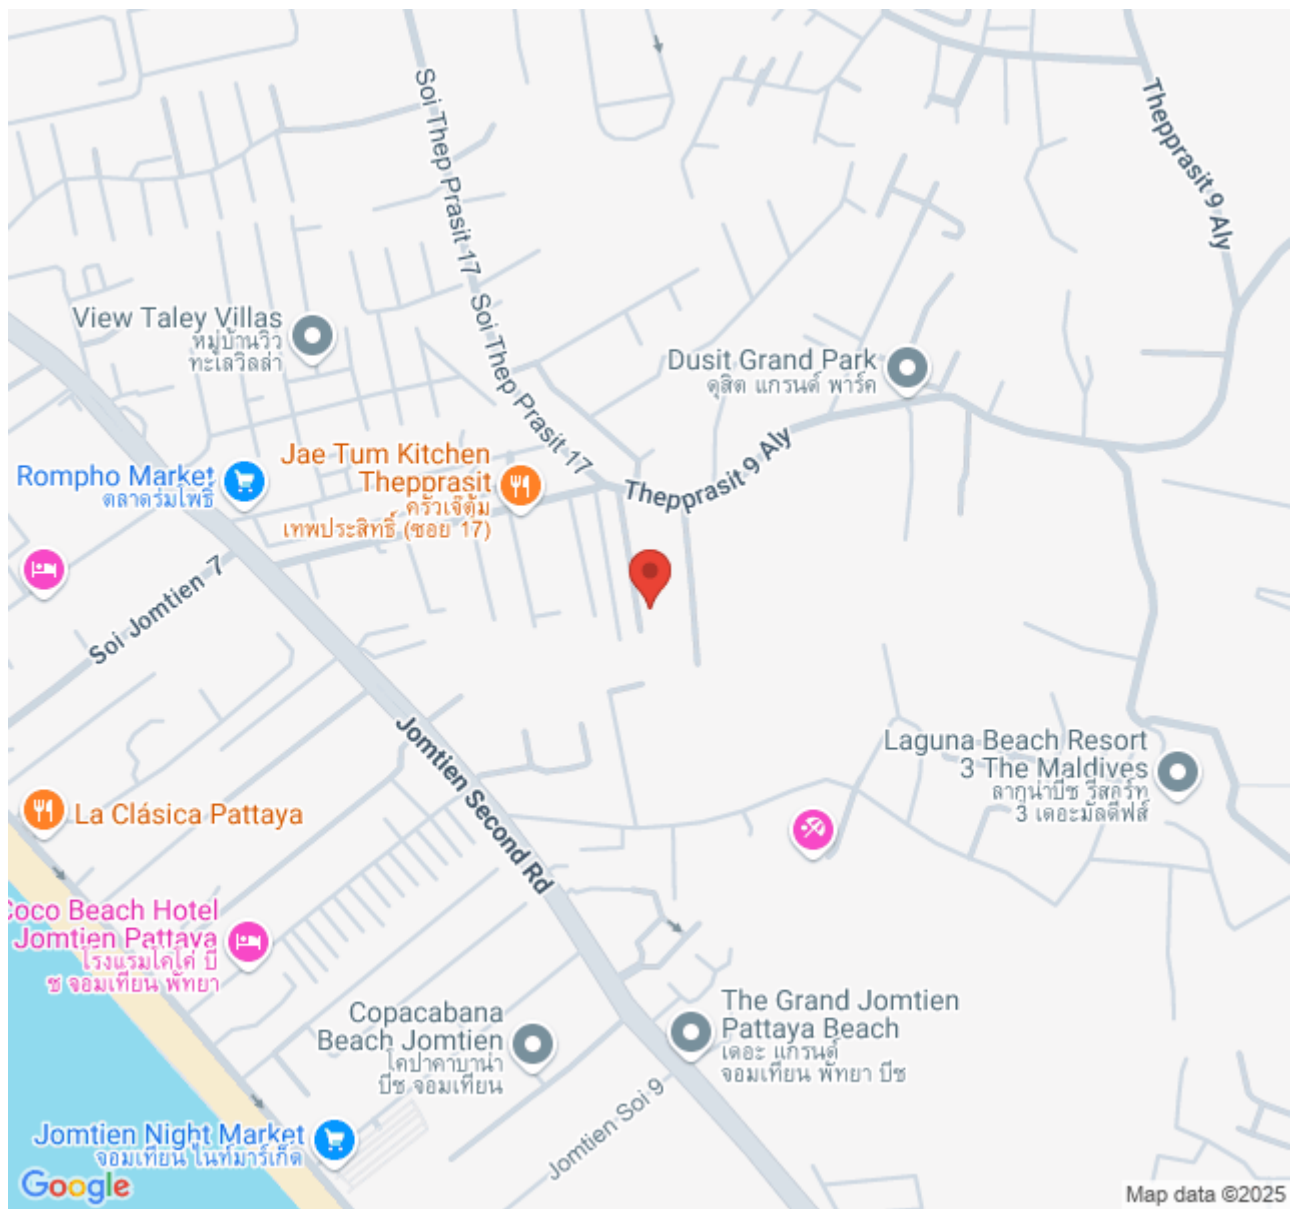 Soi Thep Prasit 17
Thepprasit 9 Aly
Soi Thep Prasit 17
View Taley Villas
หมู่บ้านวิว
ทะเลวิลล่า
Dusit Grand Park
ดุสิต แกรนด์ พาร์ค
Thepprasit 9 Aly
Jae Tum Kitchen
Thepprasit
ครัวเจ๊ตุ้ม
เทพประสิทธิ์ (ซอย 17)
Rompho Market
ตลาดร่มโพธิ์
Soi Jomtien 7
Jomtien Second Rd
Laguna Beach Resort
3 The Maldives
ลากูน่าบีช รีสอร์ท
3 เดอะมัลดีฟส์
La Clásica Pattaya
Coco Beach Hotel
Jomtien Pattaya
โรงแรมโคโค่ บี
ช จอมเทียน พัทยา
Copacabana
Beach Jomtien
โคปาคาบาน่า
บีช จอมเทียน
The Grand Jomtien
Pattaya Beach
เดอะ แกรนด์
จอมเทียน พัทยา บีช
Jomtien Soi 9
Jomtien Night Market
จอมเทียน ไนท์มาร์เก็ต
Google
Map data ©2025